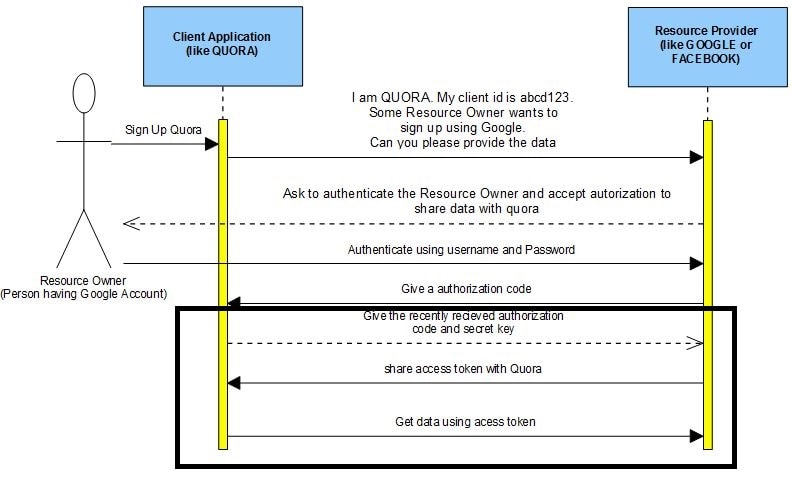 Client Application
(like QUORA)
Resource Provider
(like GOOGLE or
FACEBOOK)
I am QUORA. My client id is abcd123.
Some Resource Owner wants to
sign up using Google.
Can you please provide the data
Sign Up Quora
Ask to authenticate the Resource Owner and accept autorization to
share data with quora
Authenticate using username and Password
Resource Owner
(Person having Google Account)
Give a authorization code
Give the recently recieved authorization
code and secret key
share access token with Quora
Get data using acess token